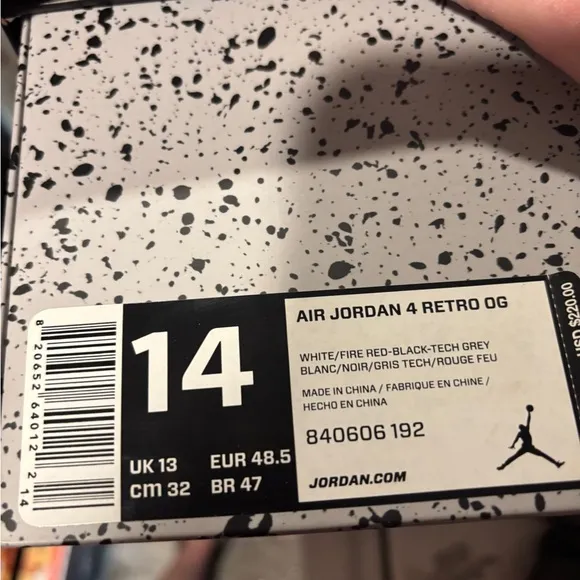 AIR JORDAN 4 RETRO OG
WHITE/FIRE RED-BLACK-TECH GREY
BLANC/NOIR/GRIS TECH/ROUGE FEU
MADE IN CHINA / FABRIQUE EN CHINE /
HECHO EN CHINA
840606 192
JORDAN.COM
14
UK 13 EUR 48.5
CM 32 BR 47
8 20652 64012 2 14
USD $220.00